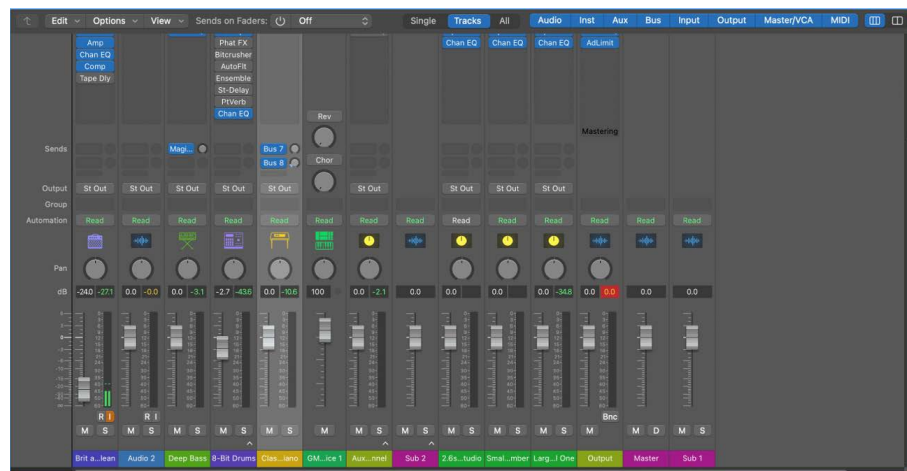 Edit Options View Sends on Faders: Off Single Tracks All Audio Inst Aux Bus Input Output Master/VCA MIDI
Amp Phat FX Chan EQ Chan EQ Chan EQ AdLimit
Chan EQ Bitcrusher
Comp AutoFlt
Tape Dly Ensemble
St-Delay
PtVerb
Chan EQ Rev
Mastering
Sends Magi... Bus 7
Bus 8 Chor
Output St Out St Out St Out St Out St Out St Out St Out St Out St Out
Group
Automation Read Read Read Read Read Read Read Read Read Read Read Read Read Read
Pan
dB -24.0 -27.1 0.0 -0.0 0.0 -3.1 -2.7 -43.6 0.0 -10.6 100 0.0 -2.1 0.0 0.0 0.0 0.0 -34.8 0.0 0.0 0.0 0.0
R I R I Bnc
M S M S M S M S M S M M S M S M S M S M S M M D M S
Brit a...lean Audio 2 Deep Bass 8-Bit Drums Clas...iano GM...ice 1 Aux...nnel Sub 2 2.6s...tudio Smal...mber Larg...l One Output Master Sub 1